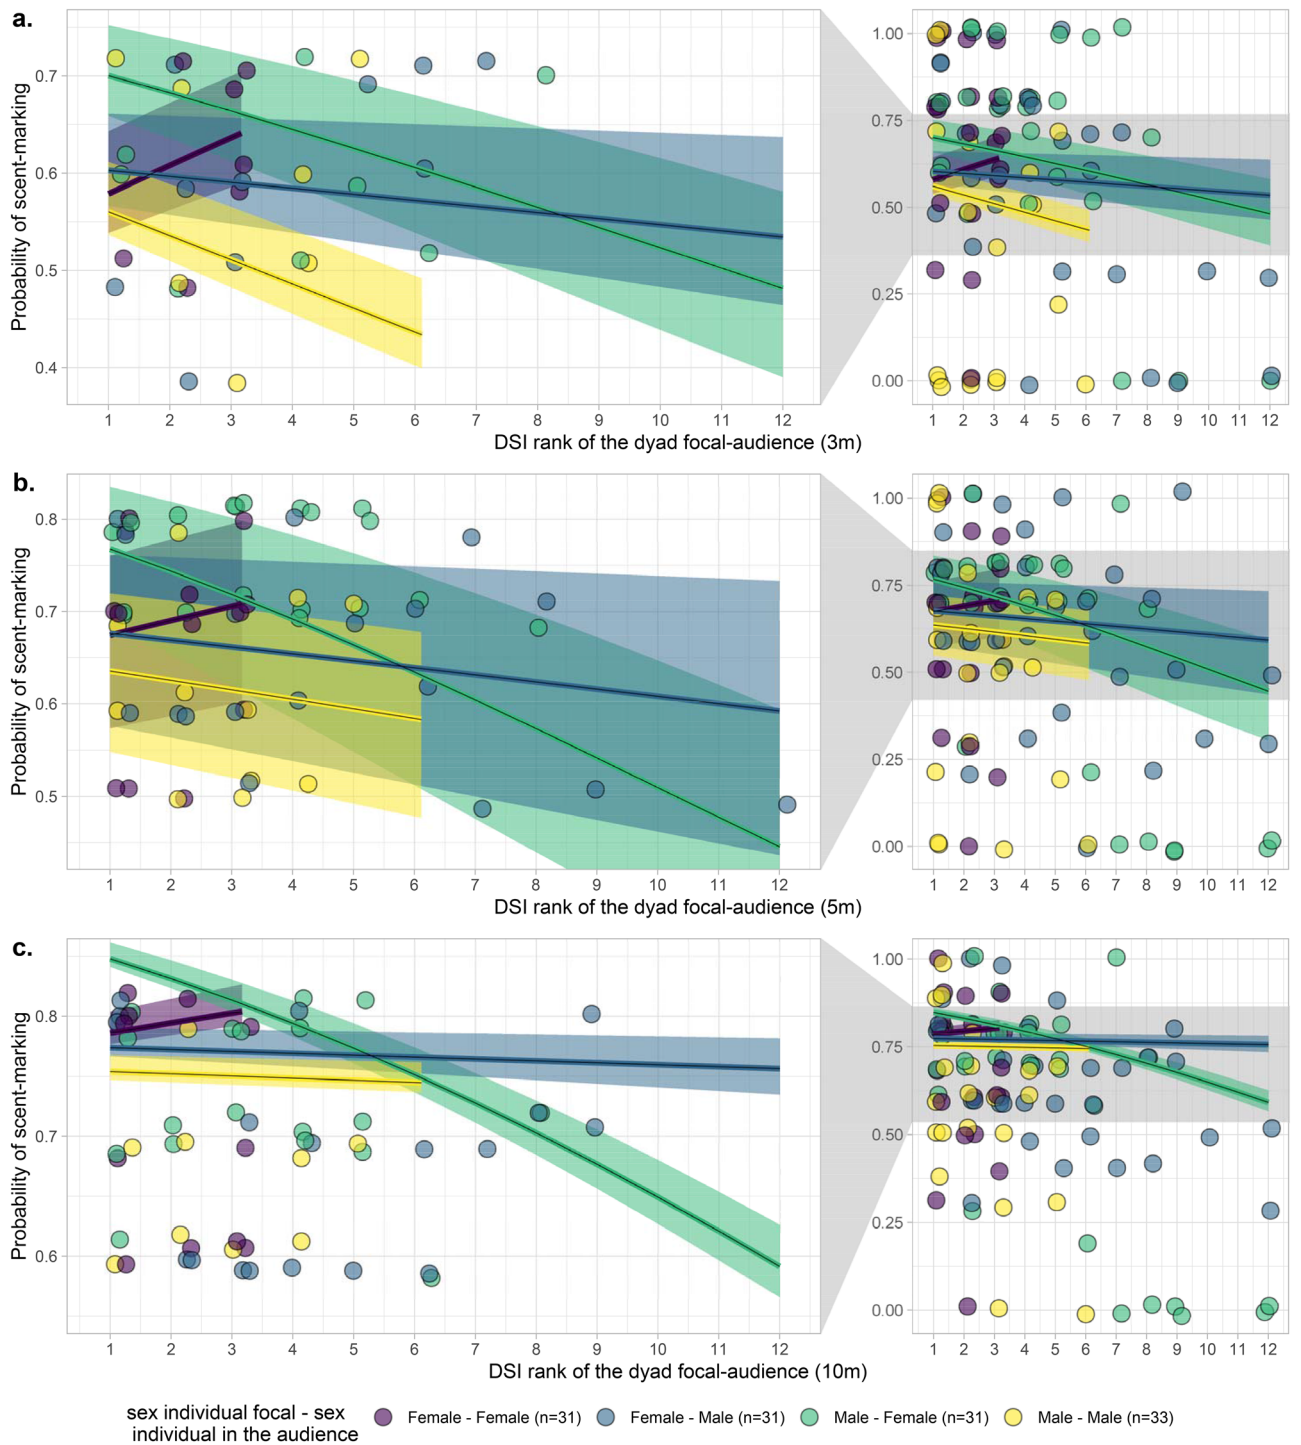 a.
Probability of scent-marking
0.7
0.6
0.5
0.4
1 2 3 4 5 6 7 8 9 10 11 12
1.00
0.75
0.50
0.25
0.00
1 2 3 4 5 6 7 8 9 10 11 12
DSI rank of the dyad focal-audience (3m)
b.
Probability of scent-marking
0.8
0.7
0.6
0.5
1 2 3 4 5 6 7 8 9 10 11 12
1.00
0.75
0.50
0.25
0.00
1 2 3 4 5 6 7 8 9 10 11 12
DSI rank of the dyad focal-audience (5m)
c.
Probability of scent-marking
0.8
0.7
0.6
1 2 3 4 5 6 7 8 9 10 11 12
1.00
0.75
0.50
0.25
0.00
1 2 3 4 5 6 7 8 9 10 11 12
DSI rank of the dyad focal-audience (10m)
sex individual focal - sex
individual in the audience
Female - Female (n=31)
Female - Male (n=31)
Male - Female (n=31)
Male - Male (n=33)